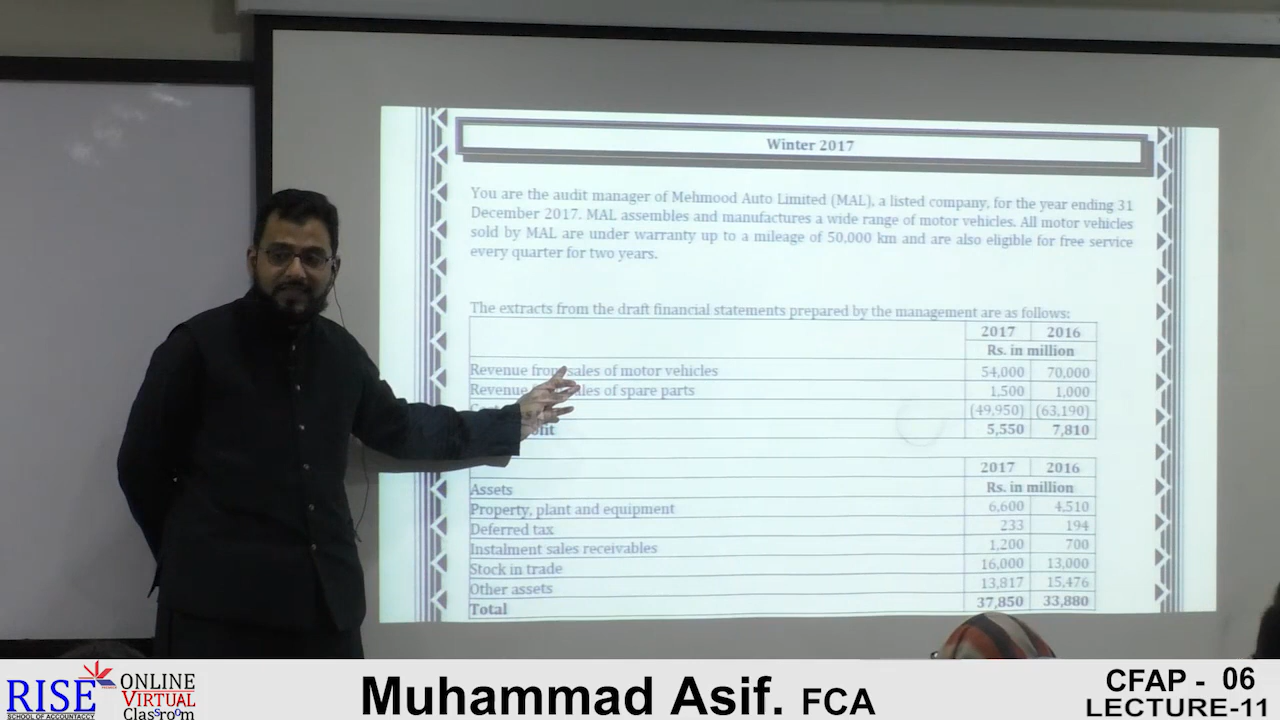 Winter 2017
You are the audit manager of Mehmood Auto Limited (MAL), a listed company, for the year ending 31
December 2017. MAL assembles and manufactures a wide range of motor vehicles. All motor vehicles
sold by MAL are under warranty up to a mileage of 50,000 km and are also eligible for free service
every quarter for two years.
The extracts from the draft financial statements prepared by the management are as follows:
2017 2016
Rs. in million
Revenue from sales of motor vehicles 54,000 70,000
Revenue sales of spare parts 1,500 1,000
(49,950) (63,190)
5,550 7,810
2017 2016
Assets Rs. in million
Property, plant and equipment 6,600 4,510
Deferred tax 233 194
Instalment sales receivables 1,200 700
Stock in trade 16,000 13,000
Other assets 13,817 15,476
Total 37,850 33,880
RISE
SCHOOL OF ACCOUNTACCY
ONLINE
VIRTUAL
ClassrOom
Muhammad Asif. FCA
CFAP - 06
LECTURE-11